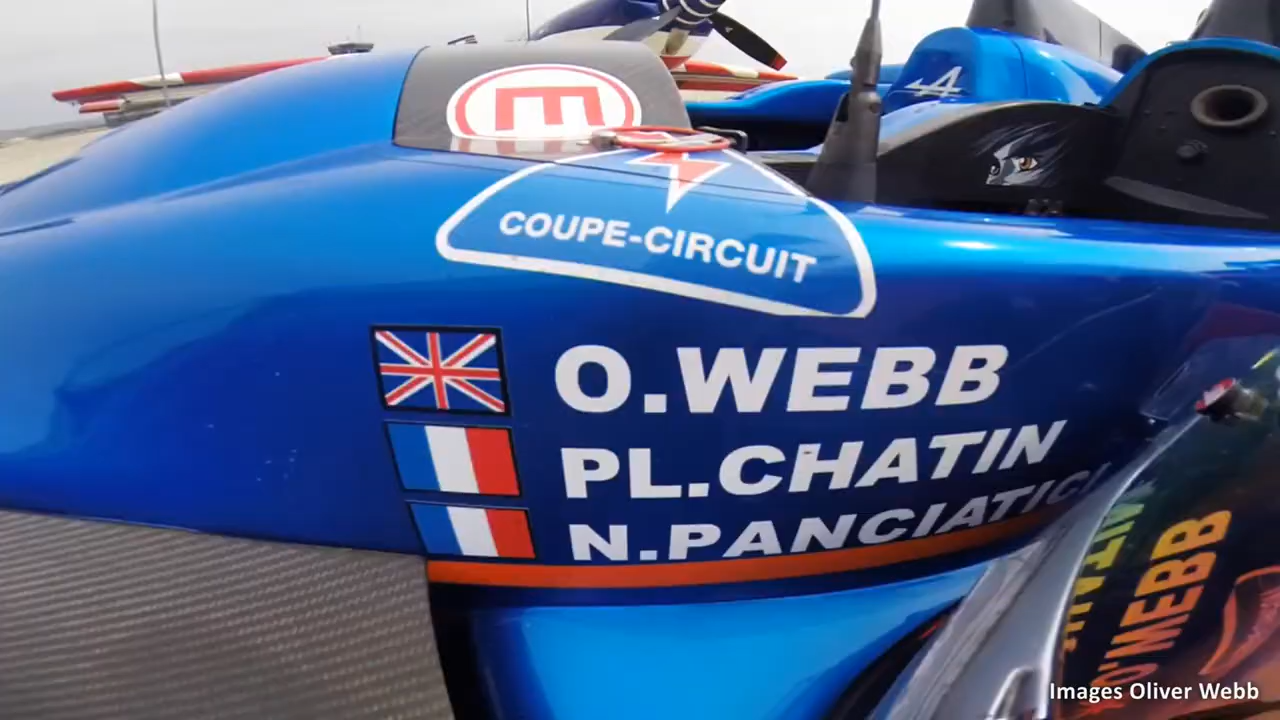 E
COUPE-CIRCUIT
O.WEBB
PL.CHATIN
N.PANCIATICI
O'WEBB
Images Oliver Webb